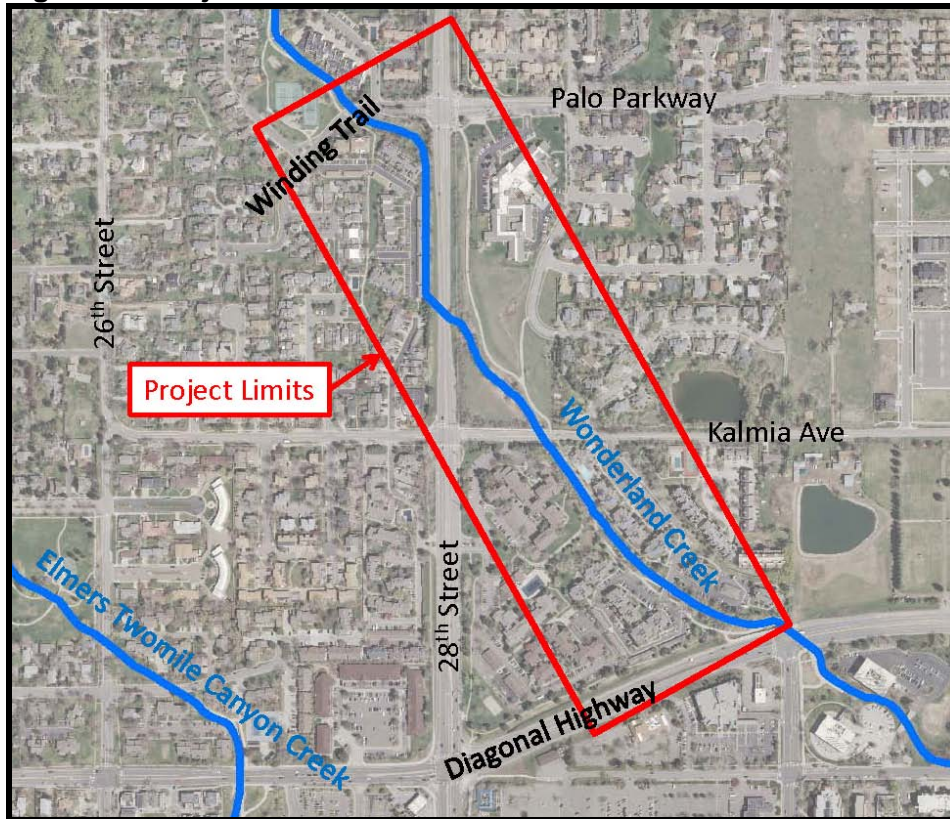 Palo Parkway
Winding Trail
26th Street
Project Limits
Kalmia Ave
Wonderland Creek
28th Street
Elmers Twomile Canyon Creek
Diagonal Highway